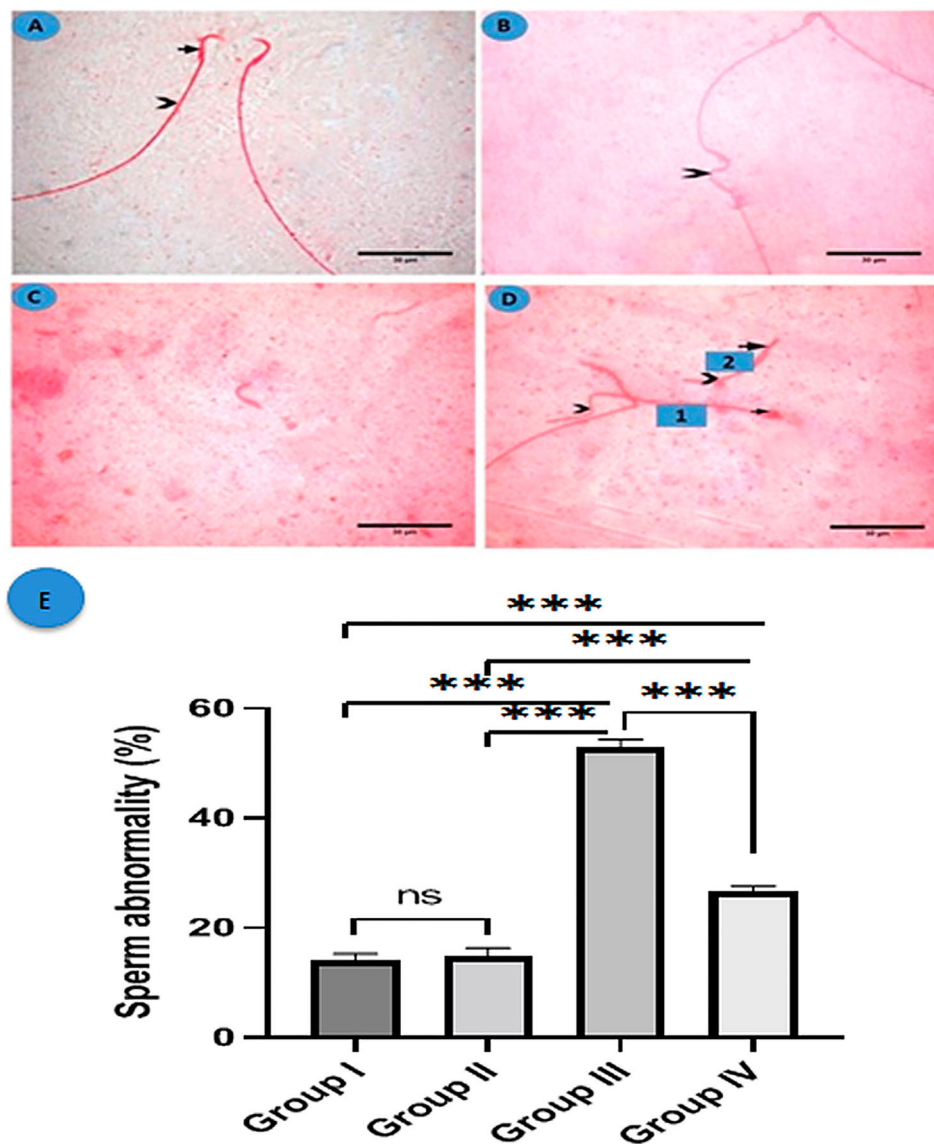 A
B
C
D
2
1
E
***
***
***
***
***
60
40
20
0
ns
Sperm abnormality (%)
Group I
Group II
Group III
Group IV